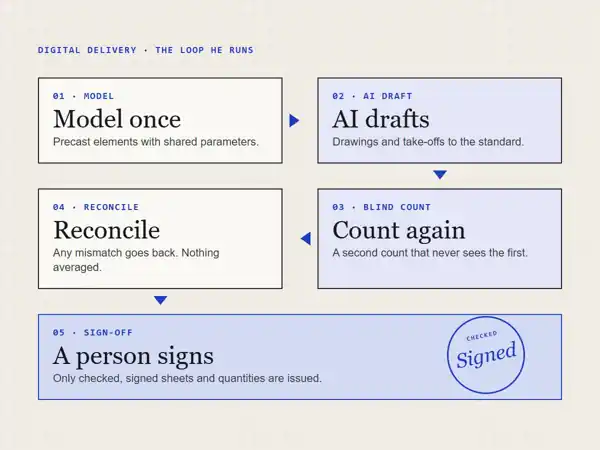 DIGITAL DELIVERY · THE LOOP HE RUNS
01 · MODEL
Model once
Precast elements with shared parameters.
02 · AI DRAFT
AI drafts
Drawings and take-offs to the standard.
03 · BLIND COUNT
Count again
A second count that never sees the first.
04 · RECONCILE
Reconcile
Any mismatch goes back. Nothing
averaged.
05 · SIGN-OFF
A person signs
Only checked, signed sheets and quantities are issued.
CHECKED
Signed